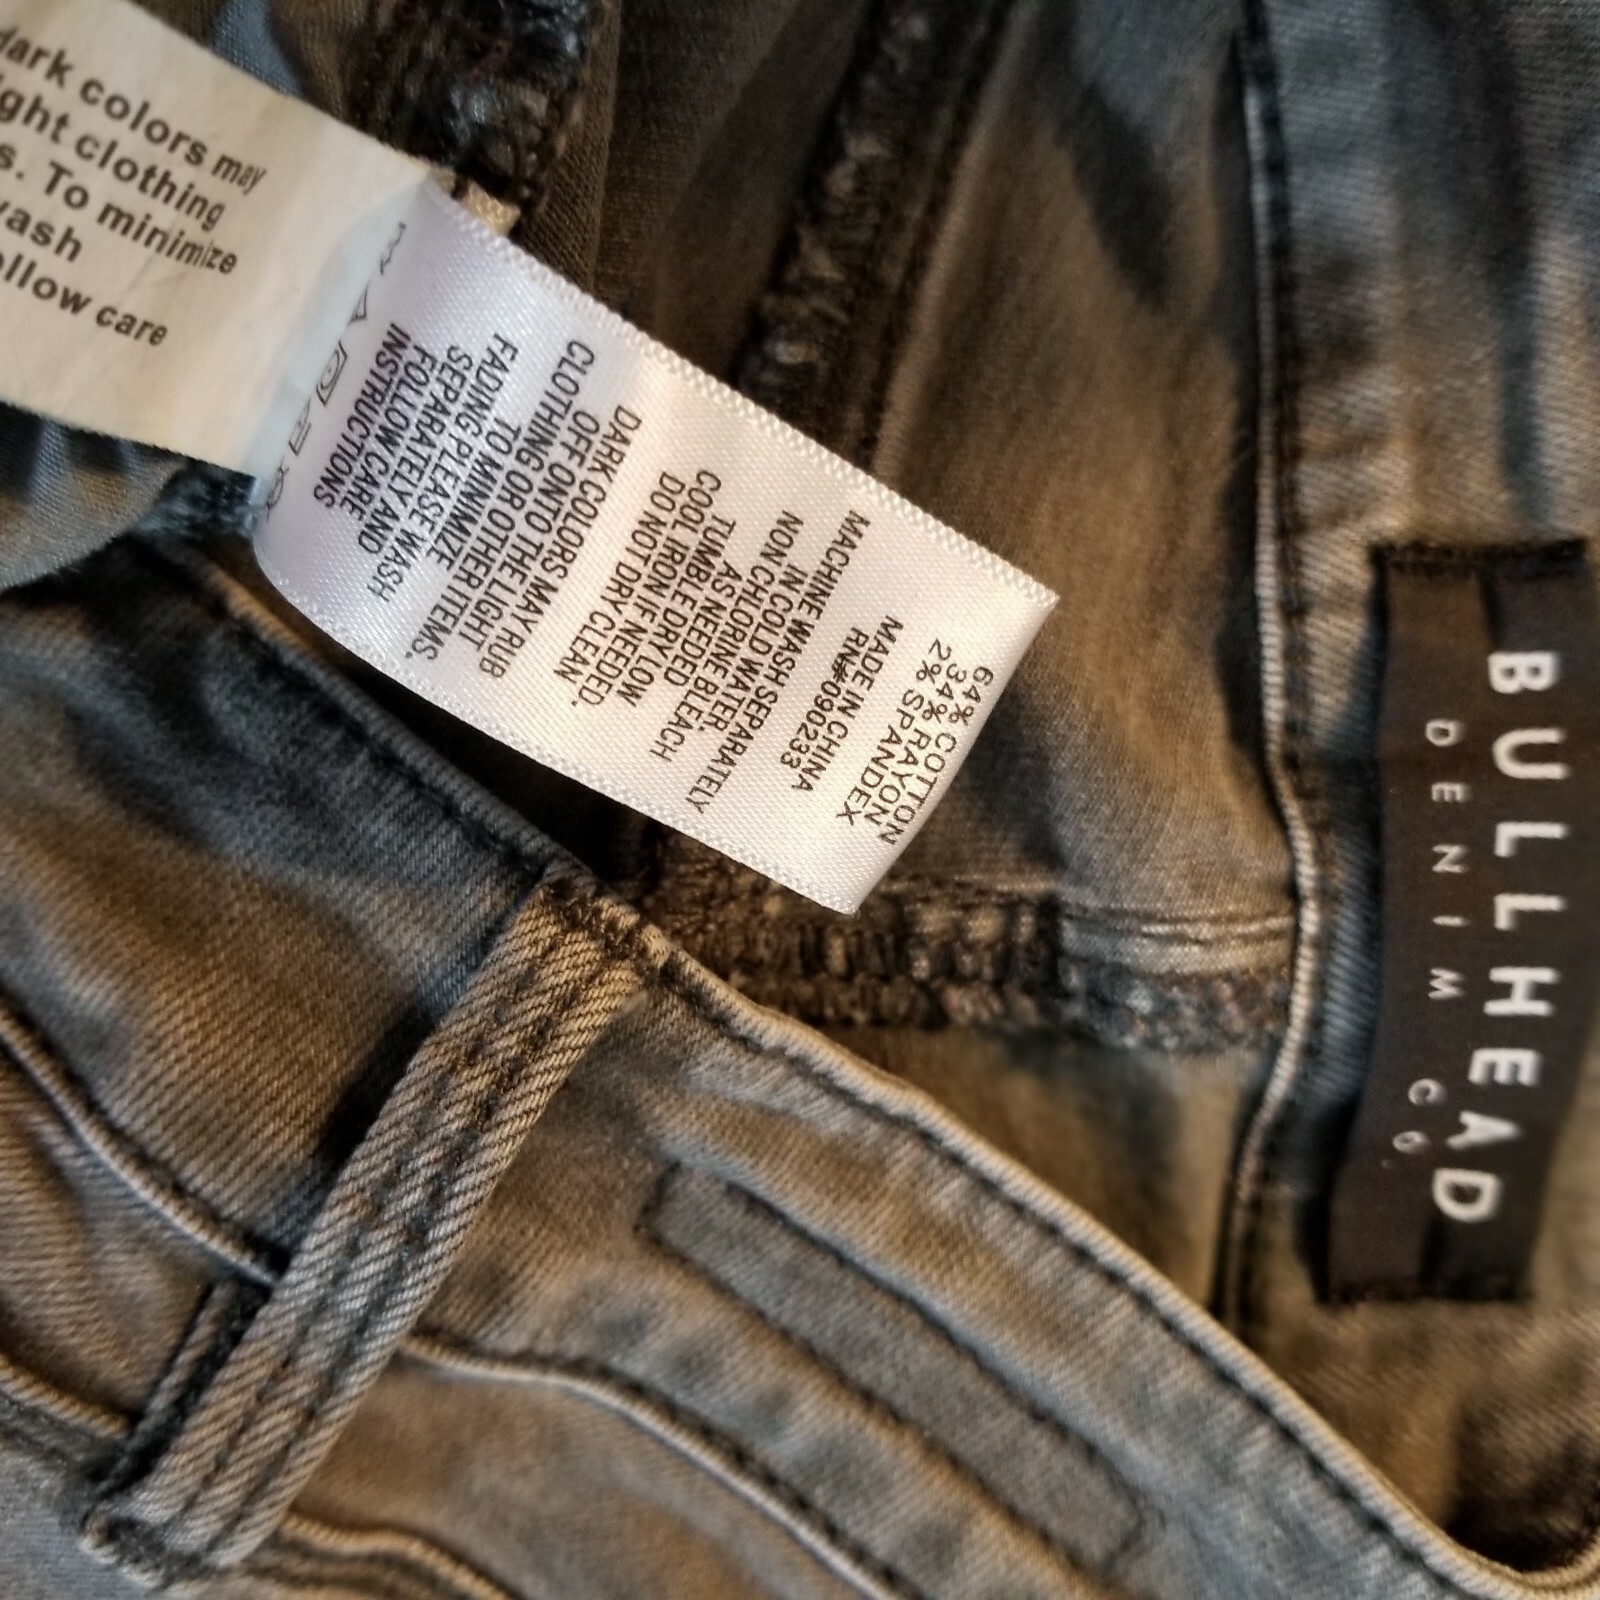 dark colors may
ght clothing
s. To minimize
ash
ollow care
64% COTTON
34% RAYON
2% SPANDEX
MADE IN CHINA
RN#090233
MACHINE WASH SEPARATELY
IN COLD WATER.
NON CHLORINE BLEACH
AS NEEDED
TUMBLE DRY LOW
COOL IRON IF NEEDED.
DO NOT DRY CLEAN
DARK COLORS MAY RUB
OFF ONTO THE LIGHT
CLOTHING OR OTHER ITEMS.
TO MINIMIZE
FADING PLEASE WASH
SEPARATELY AND
FOLLOW CARE
INSTRUCTIONS
BULLHEAD
DENIM CO.